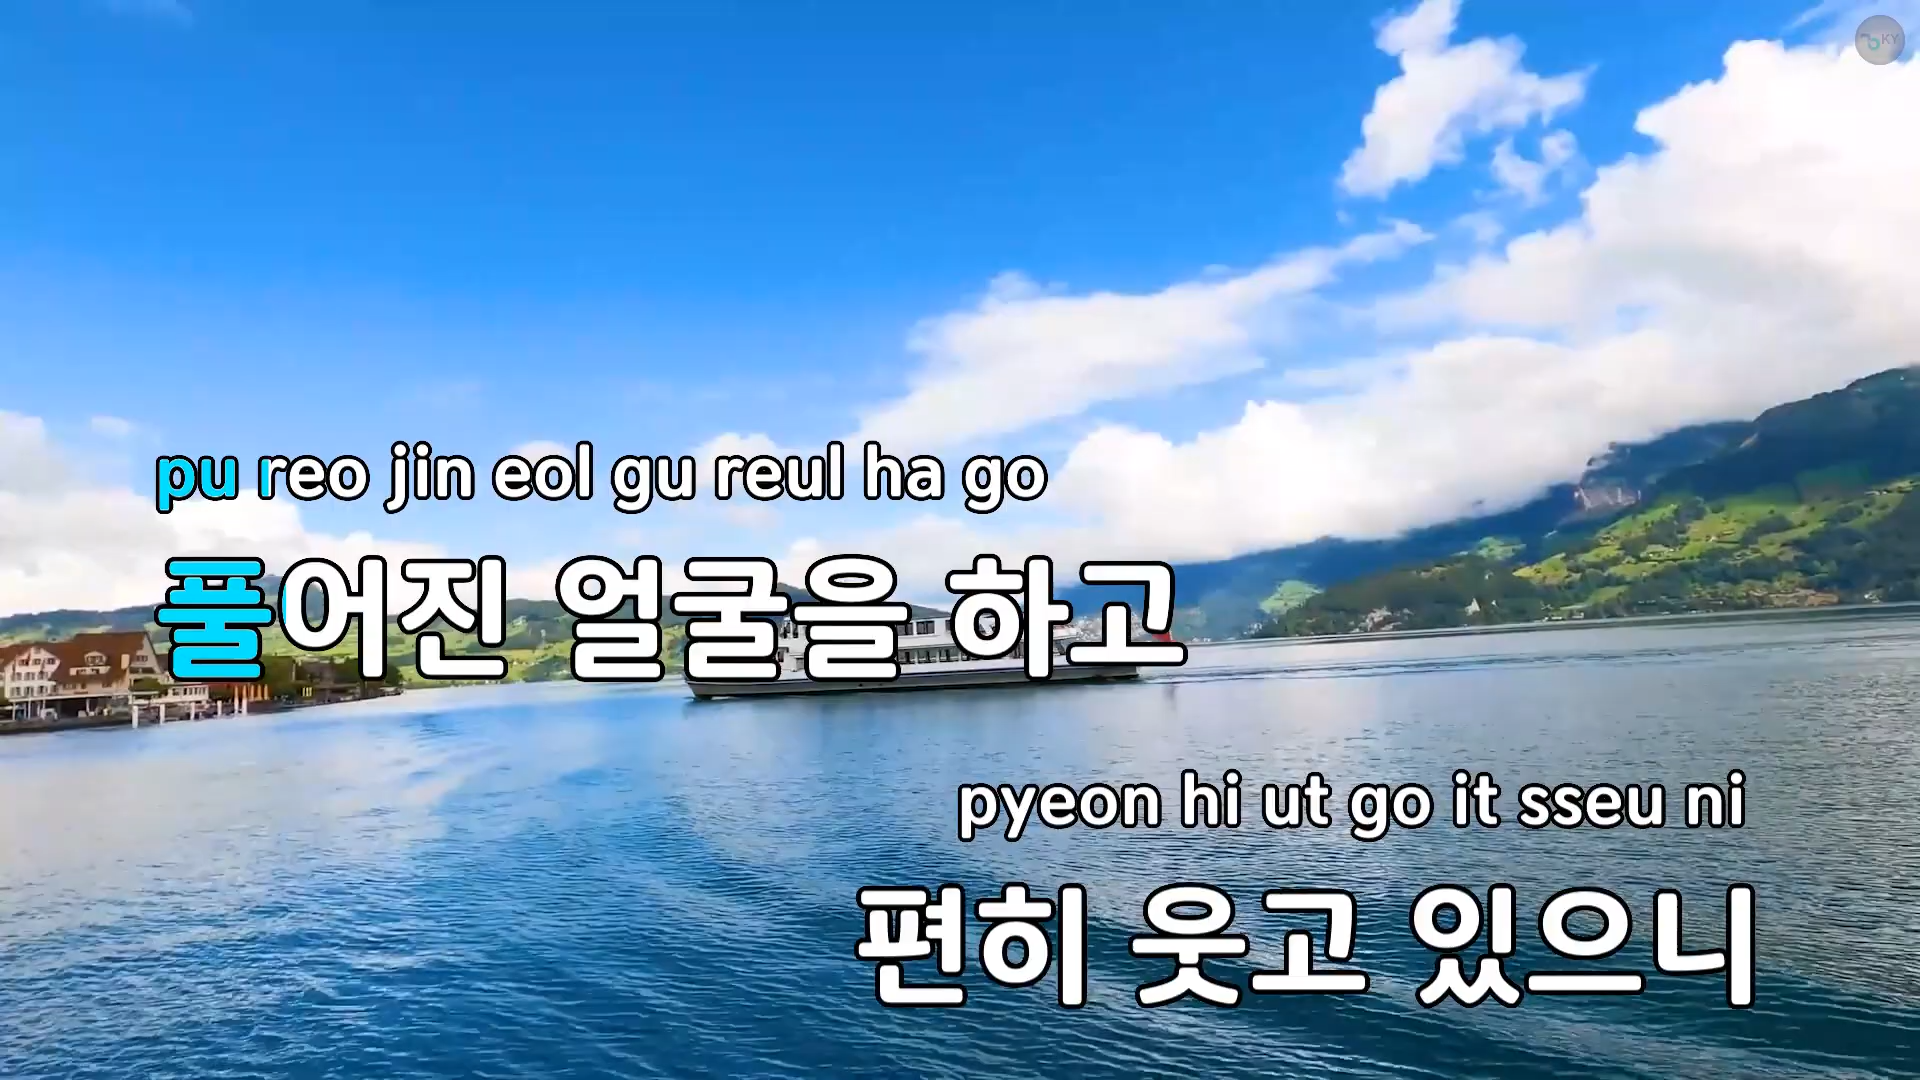 KY
pu reo jin eol gu reul ha go
풀어진 얼굴을 하고
pyeon hi ut go it sseu ni
편히 웃고 있으니